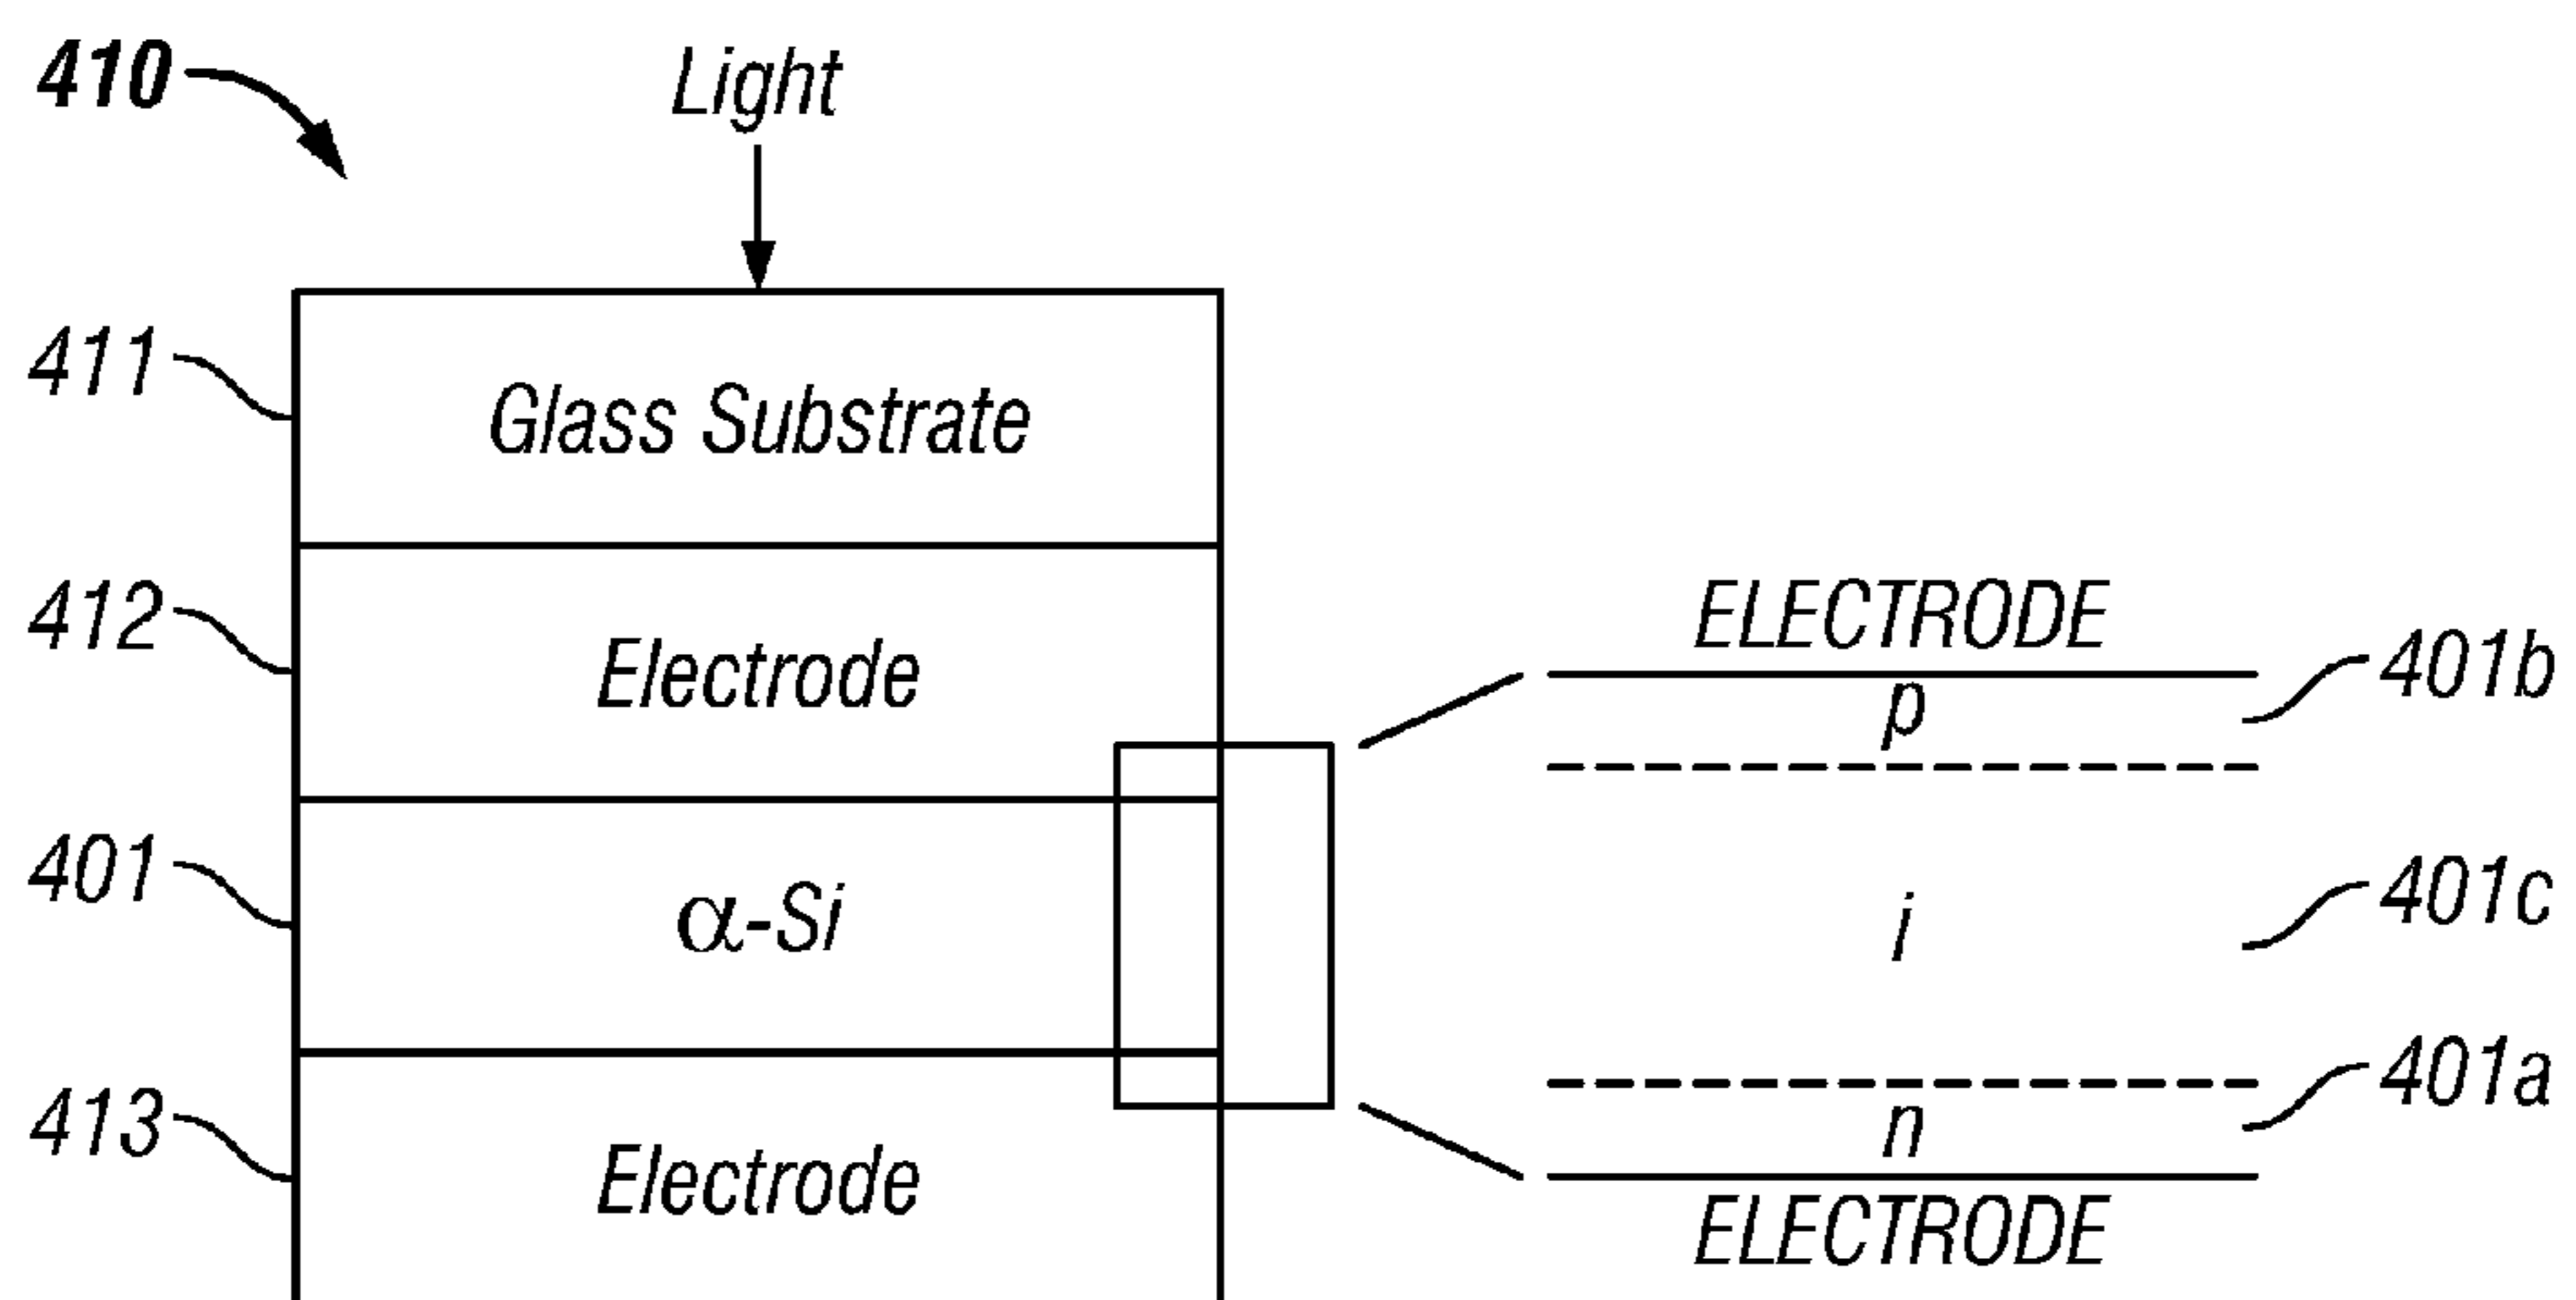 410
Light
411
Glass Substrate
412
Electrode
401
α-Si
413
Electrode
ELECTRODE
p
401b
i
401c
n
401a
ELECTRODE